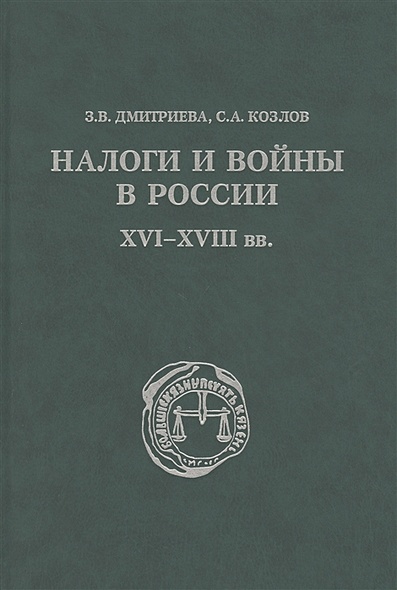 З.В. ДМИТРИЕВА, С.А. КОЗЛОВ
НАЛОГИ И ВОЙНЫ
В РОССИИ
XVI–XVIII вв.